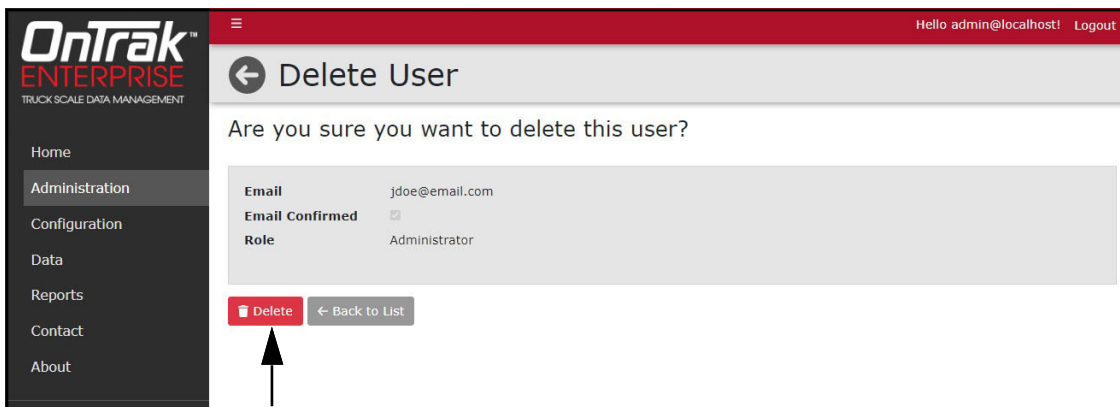 OnTrak™
ENTERPRISE
TRUCK SCALE DATA MANAGEMENT
Home
Administration
Configuration
Data
Reports
Contact
About
Hello admin@localhost! Logout
Delete User
Are you sure you want to delete this user?
Email jdoe@email.com
Email Confirmed
Role Administrator
Delete ← Back to List